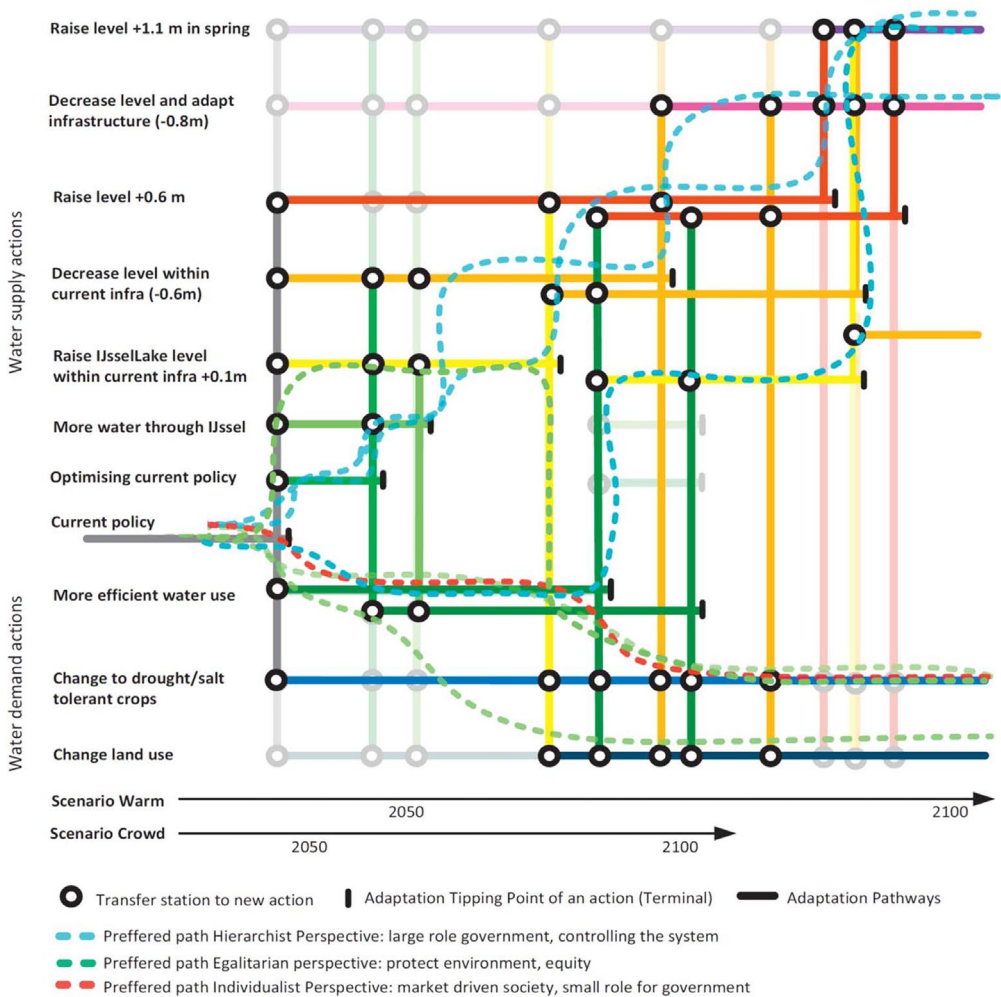 Raise level +1.1 m in spring
Decrease level and adapt
infrastructure (-0.8m)
Raise level +0.6 m
Decrease level within
current infra (-0.6m)
Raise IJsselLake level
within current infra +0.1m
More water through IJssel
Optimising current policy
Current policy
More efficient water use
Change to drought/salt
tolerant crops
Change land use
Water supply actions
Water demand actions
Scenario Warm
2050
2100
Scenario Crowd
2050
2100
Transfer station to new action
Adaptation Tipping Point of an action (Terminal)
Adaptation Pathways
Preffered path Hierarchist Perspective: large role government, controlling the system
Preffered path Egalitarian perspective: protect environment, equity
Preffered path Individualist Perspective: market driven society, small role for government